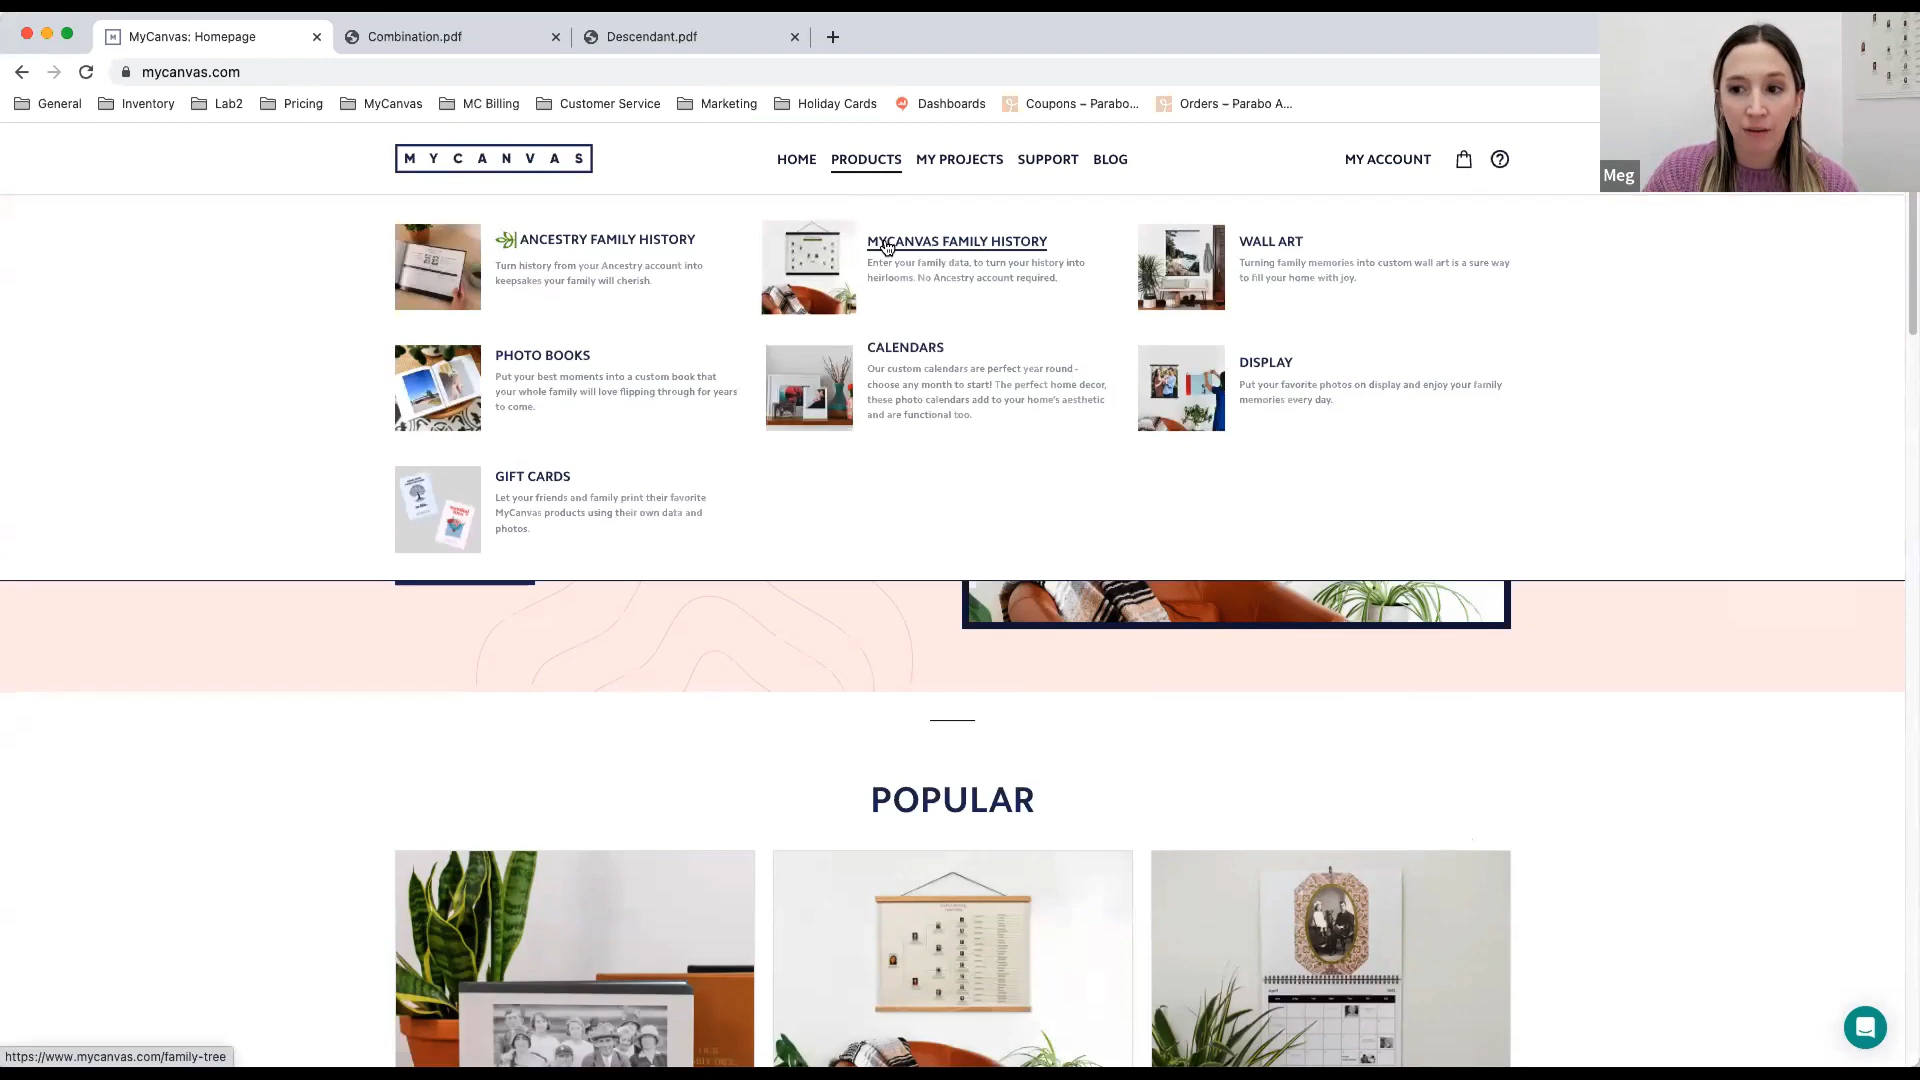 MyCanvas: Homepage
Combination.pdf
Descendant.pdf
mycanvas.com
General
Inventory
Lab2
Pricing
MyCanvas
MC Billing
Customer Service
Marketing
Holiday Cards
Dashboards
Coupons – Parabo...
Orders – Parabo A...
Meg
MYCANVAS
HOME
PRODUCTS
MY PROJECTS
SUPPORT
BLOG
MY ACCOUNT
ANCESTRY FAMILY HISTORY
Turn history from your Ancestry account into
keepsakes your family will cherish.
MYCANVAS FAMILY HISTORY
Enter your family data, to turn your history into
heirlooms. No Ancestry account required.
WALL ART
Turning family memories into custom wall art is a sure way
to fill your home with joy.
PHOTO BOOKS
Put your best moments into a custom book that
your whole family will love flipping through for years
to come.
CALENDARS
Our custom calendars are perfect year round -
choose any month to start! The perfect home decor,
these photo calendars add to your home's aesthetic
and are functional too.
DISPLAY
Put your favorite photos on display and enjoy your family
memories every day.
GIFT CARDS
Let your friends and family print their favorite
MyCanvas products using their own data and
photos.
POPULAR
https://www.mycanvas.com/family-tree